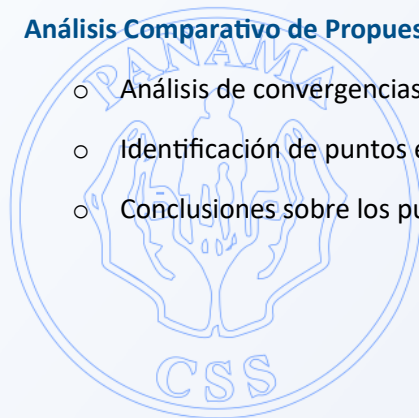 Análisis Comparativo de Propues
PANAMA
Análisis de convergencias
Identificación de puntos e
Conclusiones sobre los pu
CSS